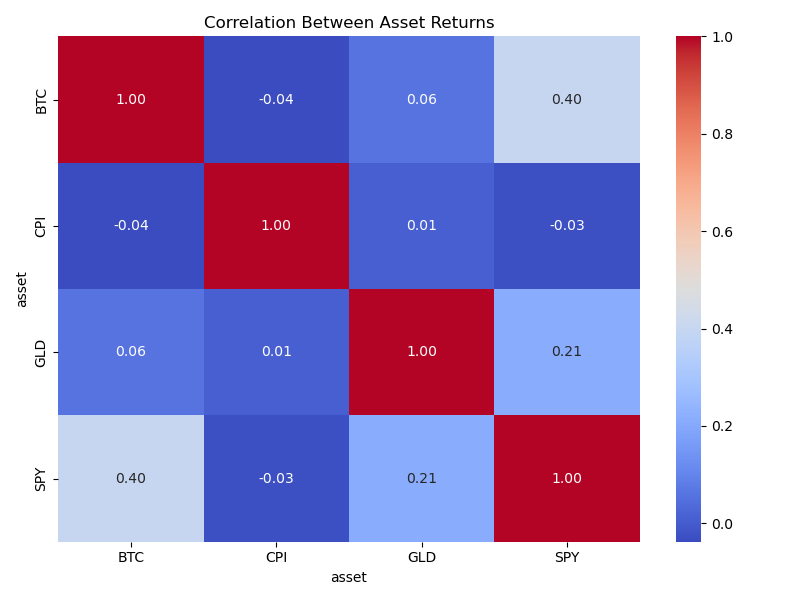 Correlation Between Asset Returns
BTC 1.00 -0.04 0.06 0.40
CPI -0.04 1.00 0.01 -0.03
GLD 0.06 0.01 1.00 0.21
SPY 0.40 -0.03 0.21 1.00
asset
BTC CPI GLD SPY
asset
1.0
0.8
0.6
0.4
0.2
0.0